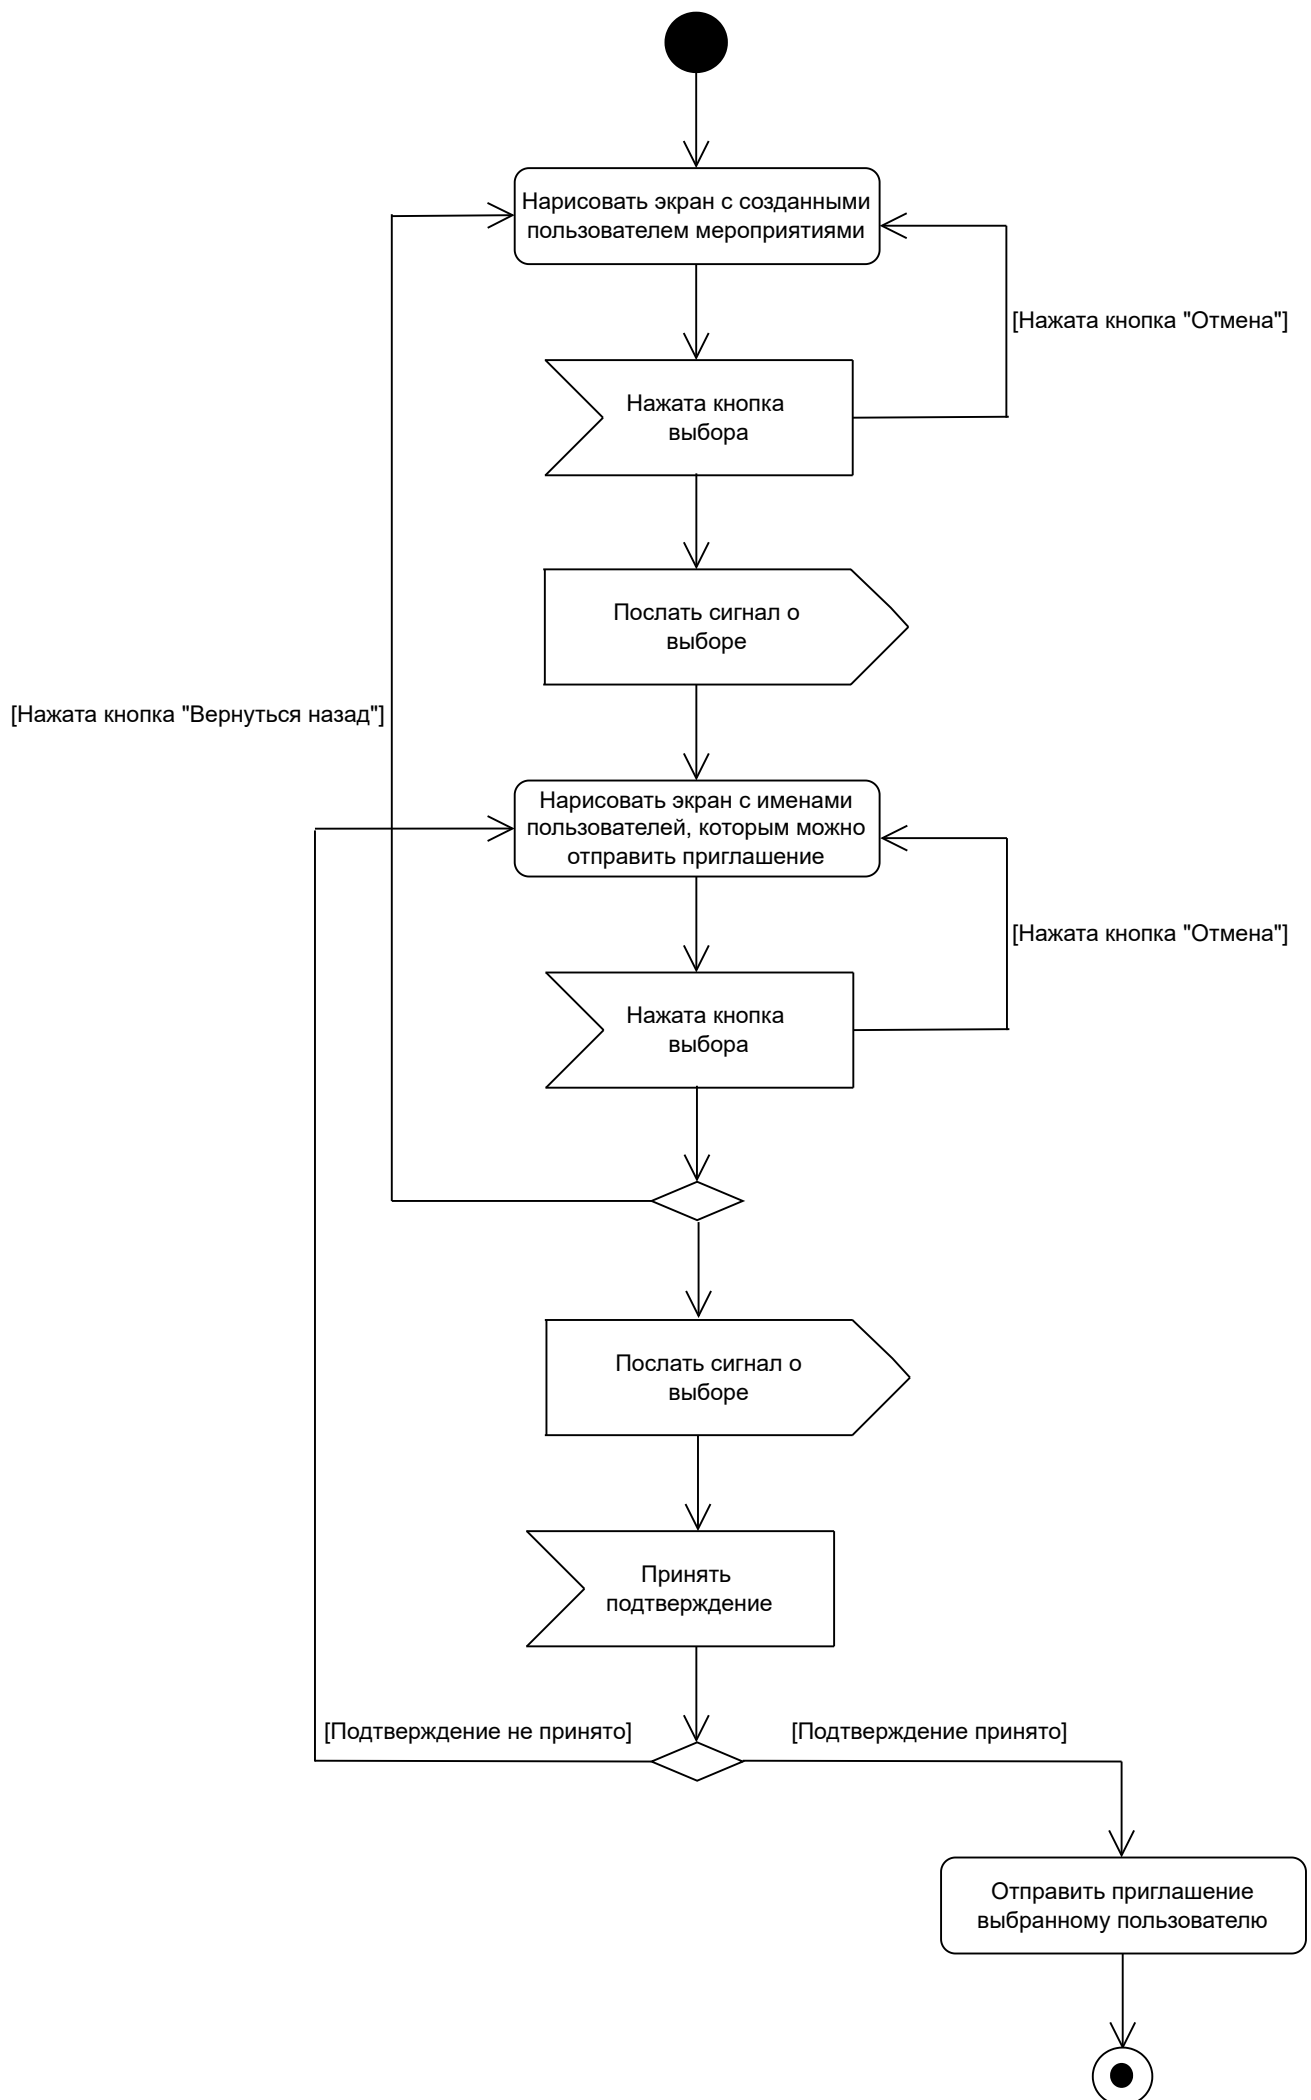 Нарисовать экран с созданными
пользователем мероприятиями
[Нажата кнопка "Отмена"]
Нажата кнопка
выбора
Послать сигнал о
выборе
[Нажата кнопка "Вернуться назад"]
Нарисовать экран с именами
пользователей, которым можно
отправить приглашение
[Нажата кнопка "Отмена"]
Нажата кнопка
выбора
Послать сигнал о
выборе
Принять
подтверждение
[Подтверждение не принято]
[Подтверждение принято]
Отправить приглашение
выбранному пользователю